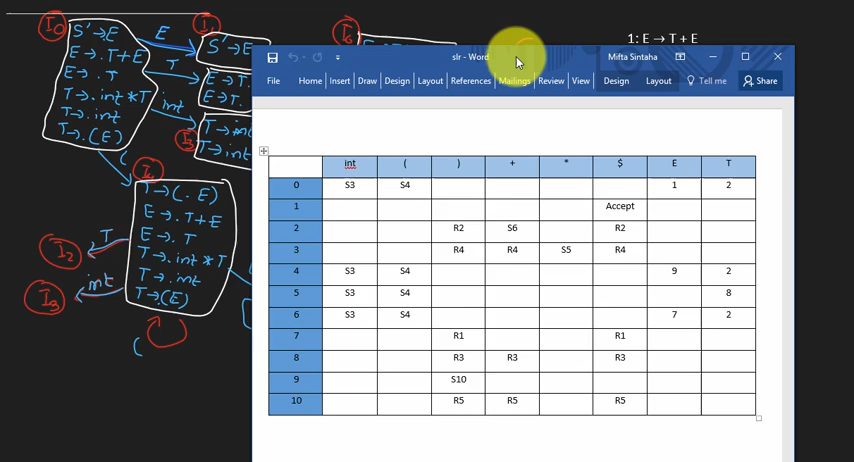 I0
S'→.E
E→.T+E
E→.T
T→.int*T
T→.int
T→.(E)
E
T
int
(
S'→E
E→T.
E→T.
I3
T→int
T→int
I6
1: E → T + E
slr - Word
Mifta Sintaha
File Home Insert Draw Design Layout References Mailings Review View Design Layout Tell me Share
int ( ) + * $ E T
0 S3 S4 1 2
1 Accept
2 R2 S6 R2
3 R4 R4 S5 R4
4 S3 S4 9 2
5 S3 S4 8
6 S3 S4 7 2
7 R1 R1
8 R3 R3 R3
9 S10
10 R5 R5 R5
I4
T→(.E)
E→.T+E
E→.T
T→.int*T
T→.int
T→.(E)
T
I2
int
I3
(